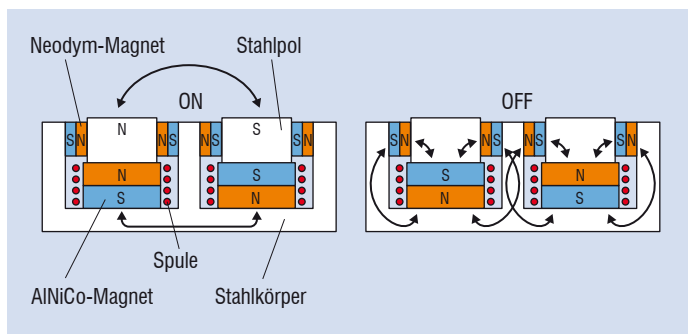 Neodym-Magnet Stahlpol
ON OFF
N S
S N N S S N N S S N N S
N S S N
S N N S
Spule
AlNiCo-Magnet Stahlkörper